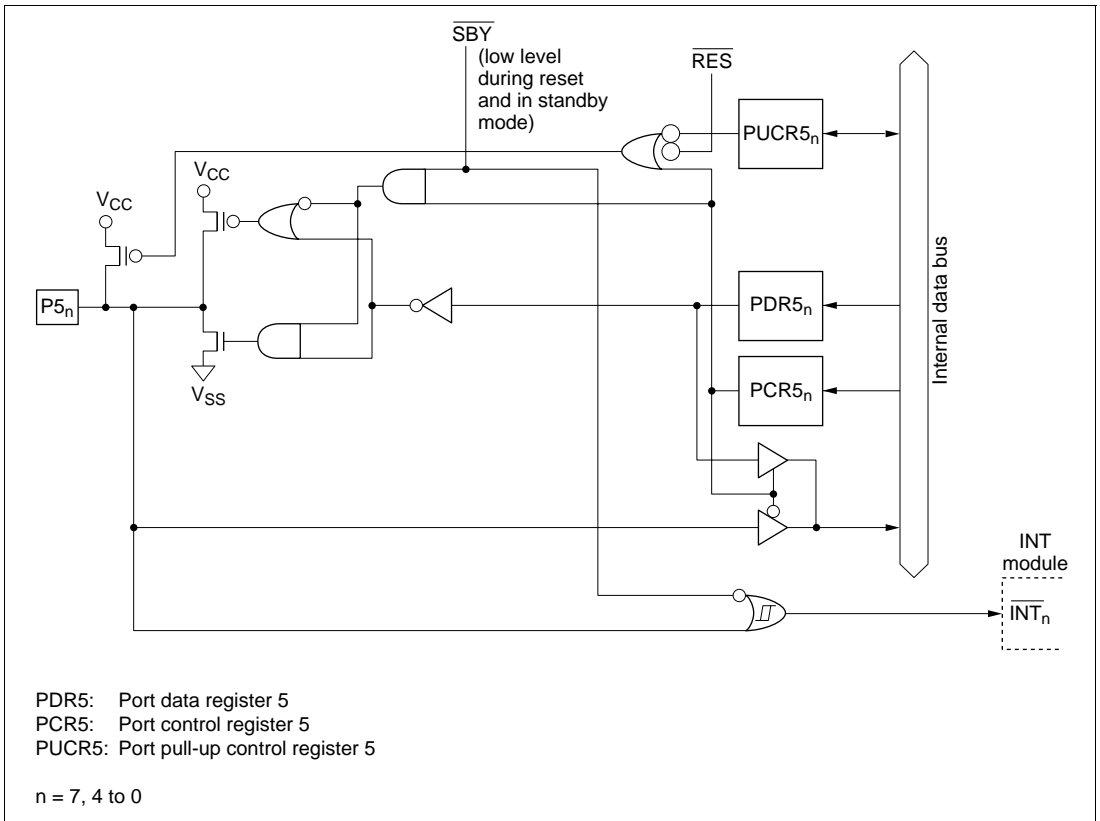 SBY
(low level
during reset
and in standby
mode)
RES
PUCR5n
VCC
VCC
P5n
VSS
PDR5n
PCR5n
Internal data bus
INT
module
INTn
PDR5: Port data register 5
PCR5: Port control register 5
PUCR5: Port pull-up control register 5
n = 7, 4 to 0